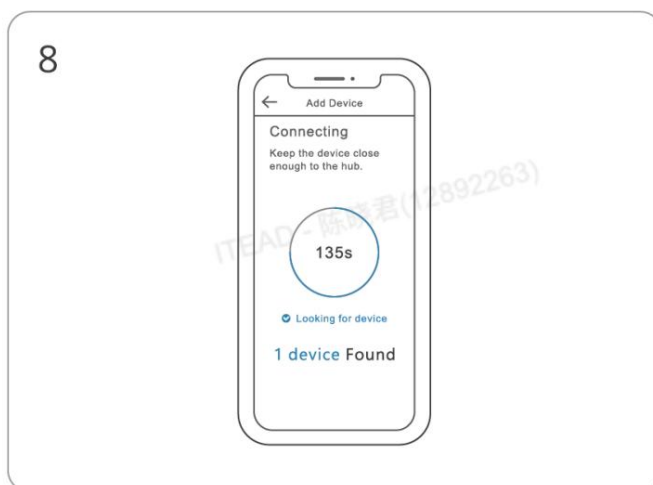 8
Add Device
Connecting
Keep the device close
enough to the hub.
ITEAD - 陈晓君(12892263)
135s
Looking for device
1 device Found